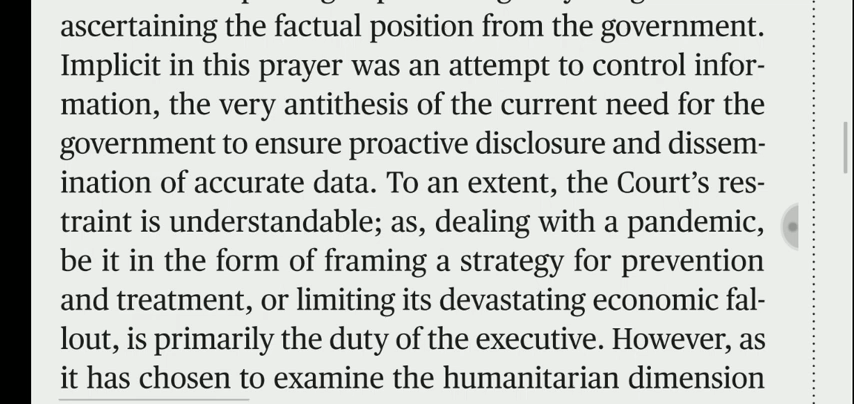 ascertaining the factual position from the government.
Implicit in this prayer was an attempt to control infor-
mation, the very antithesis of the current need for the
government to ensure proactive disclosure and dissem-
ination of accurate data. To an extent, the Court’s res-
traint is understandable; as, dealing with a pandemic,
be it in the form of framing a strategy for prevention
and treatment, or limiting its devastating economic fal-
lout, is primarily the duty of the executive. However, as
it has chosen to examine the humanitarian dimension